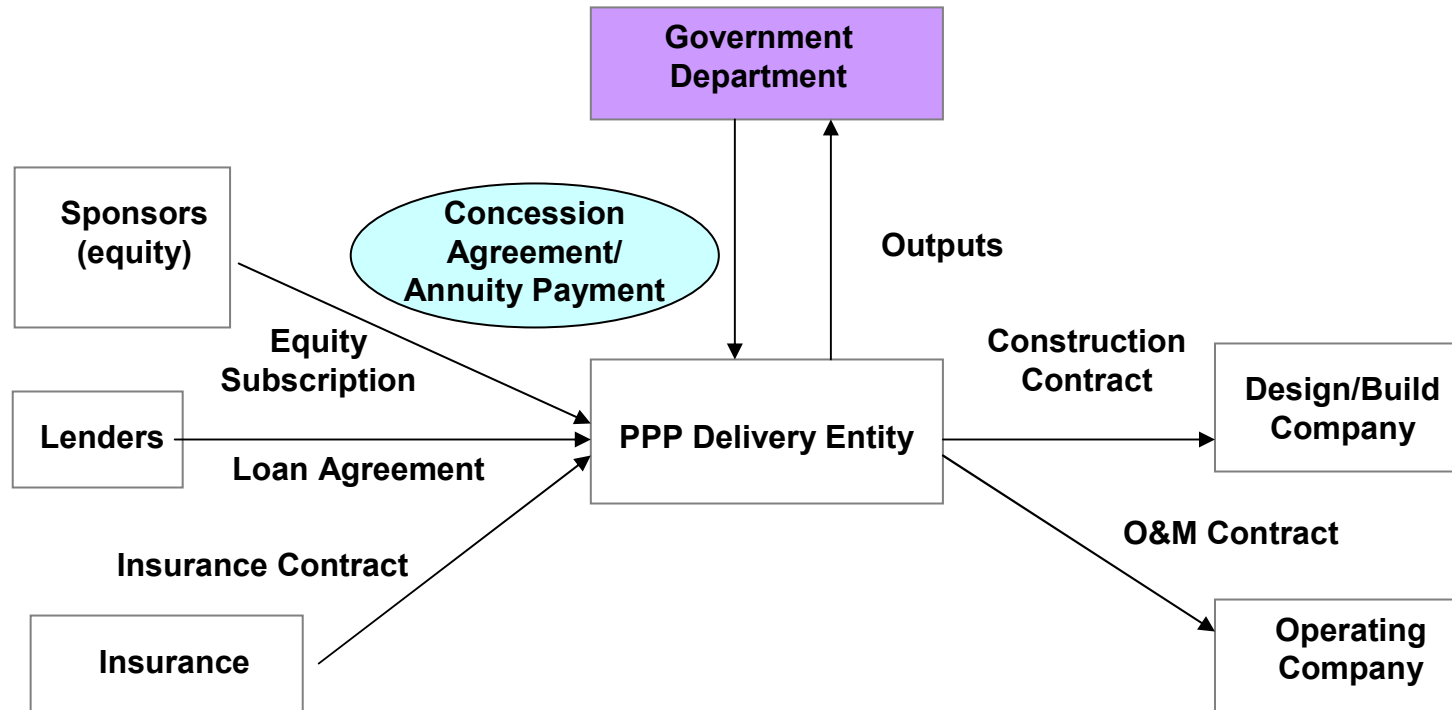 Government
Department
Sponsors
(equity)
Concession
Agreement/
Annuity Payment
Outputs
Equity
Subscription
Construction
Contract
Design/Build
Company
Lenders
PPP Delivery Entity
Loan Agreement
O&M Contract
Insurance Contract
Insurance
Operating
Company